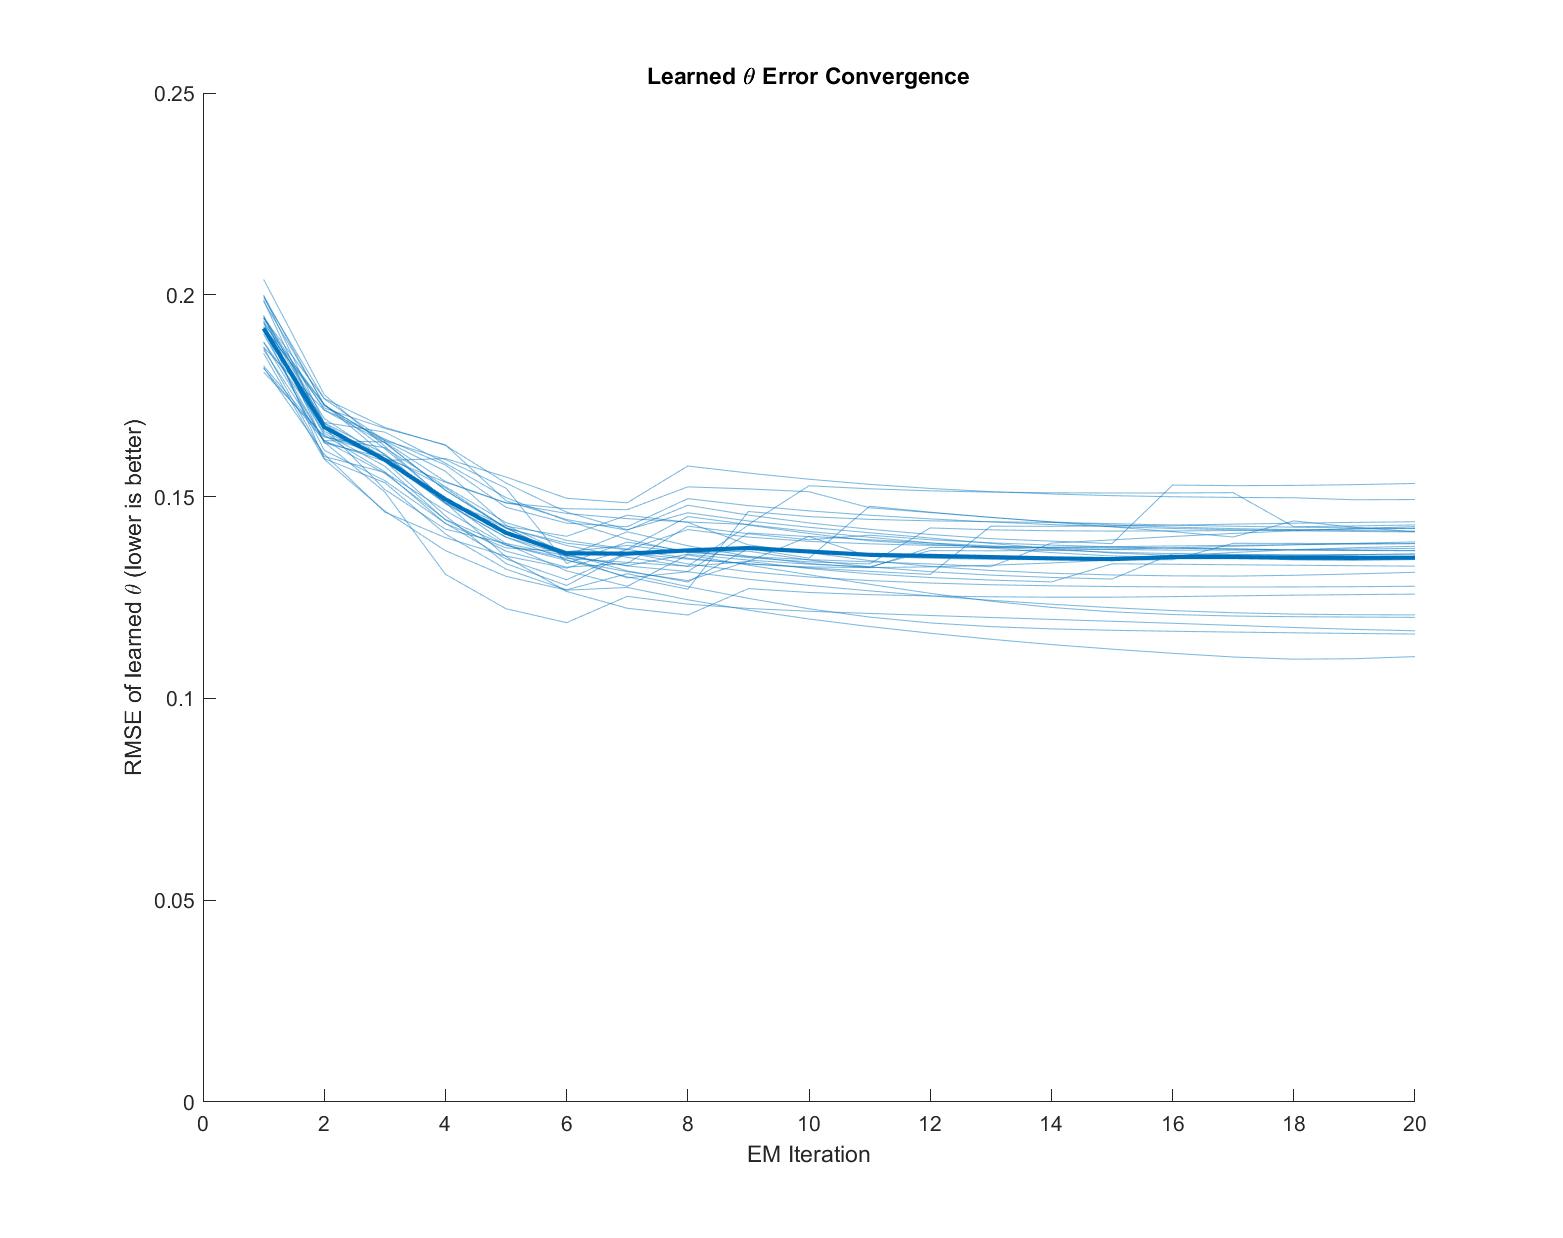 Learned θ Error Convergence
0.25
0.2
0.15
0.1
0.05
0
RMSE of learned θ (lower is better)
0 2 4 6 8 10 12 14 16 18 20
EM Iteration